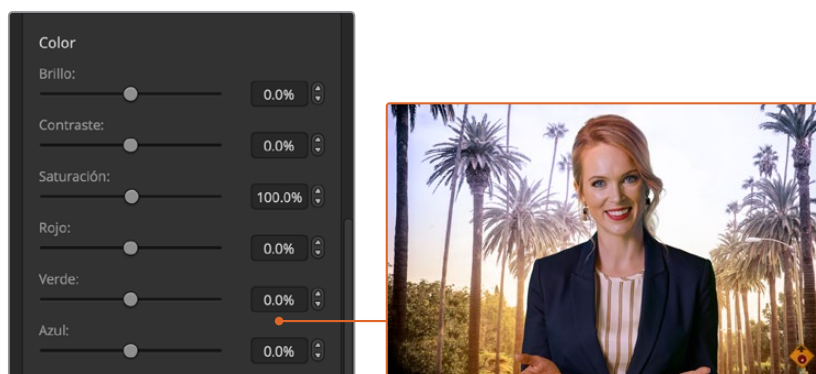 Color
Brillo:
0.0%
Contraste:
0.0%
Saturación:
100.0%
Rojo:
0.0%
Verde:
0.0%
Azul:
0.0%